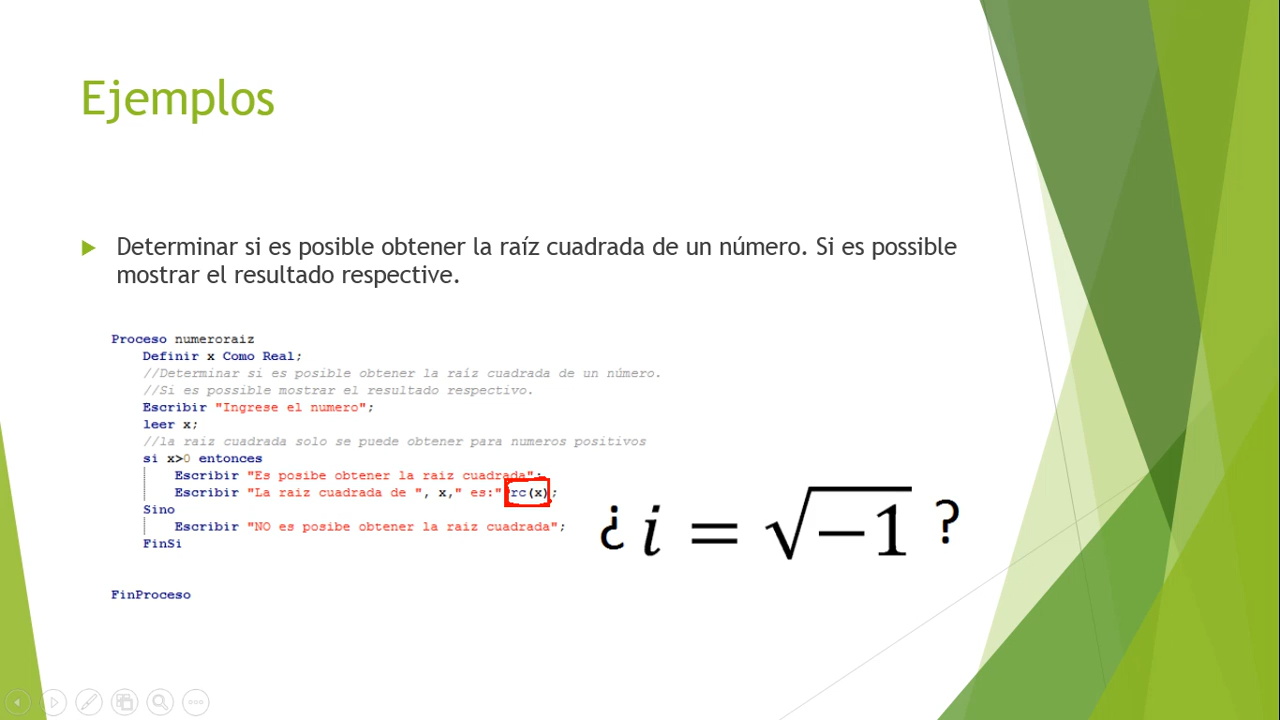 Ejemplos
Determinar si es posible obtener la raíz cuadrada de un número. Si es possible
mostrar el resultado respective.
Proceso numeroraiz
Definir x Como Real;
//Determinar si es posible obtener la raíz cuadrada de un número.
//Si es possible mostrar el resultado respectivo.
Escribir "Ingrese el numero";
leer x;
//la raiz cuadrada solo se puede obtener para numeros positivos
si x>0 entonces
Escribir "Es posibe obtener la raiz cuadrada";
Escribir "La raiz cuadrada de ", x," es:" rc(x);
Sino
Escribir "NO es posibe obtener la raiz cuadrada";
FinSi
FinProceso
¿ i = √−1 ?